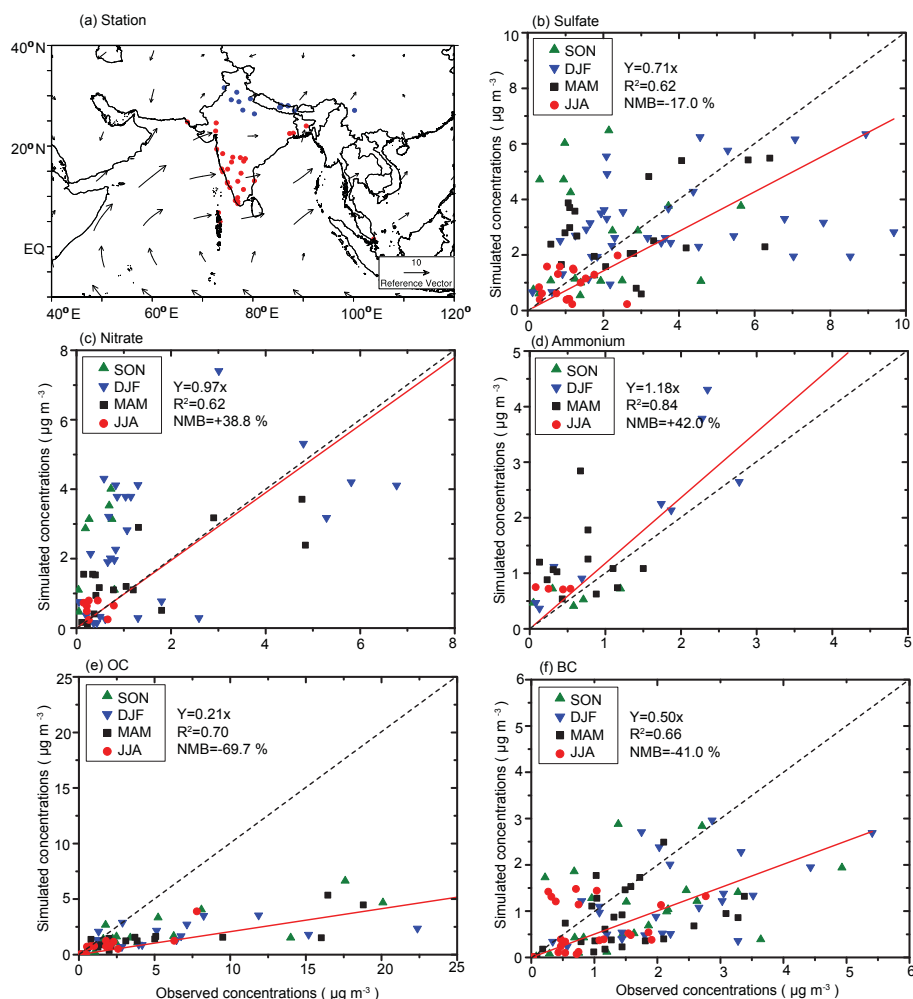 (a) Station
40°N
20°N
EQ
10
Reference Vector
40°E
60°E
80°E
100°E
120°E
(b) Sulfate
10
8
6
4
2
0
Simulated concentrations ( µg m⁻³ )
SON
DJF
MAM
JJA
Y=0.71x
R²=0.62
NMB=-17.0 %
0 2 4 6 8 10
(c) Nitrate
8
6
4
2
0
Simulated concentrations ( µg m⁻³ )
SON
DJF
MAM
JJA
Y=0.97x
R²=0.62
NMB=+38.8 %
0 2 4 6 8
(d) Ammonium
5
4
3
2
1
0
Simulated concentrations ( µg m⁻³ )
SON
DJF
MAM
JJA
Y=1.18x
R²=0.84
NMB=+42.0 %
0 1 2 3 4 5
(e) OC
25
20
15
10
5
0
Simulated concentrations ( µg m⁻³ )
SON
DJF
MAM
JJA
Y=0.21x
R²=0.70
NMB=-69.7 %
0 5 10 15 20 25
Observed concentrations ( µg m⁻³ )
(f) BC
6
5
4
3
2
1
0
Simulated concentrations ( µg m⁻³ )
SON
DJF
MAM
JJA
Y=0.50x
R²=0.66
NMB=-41.0 %
0 1 2 3 4 5 6
Observed concentrations ( µg m⁻³ )